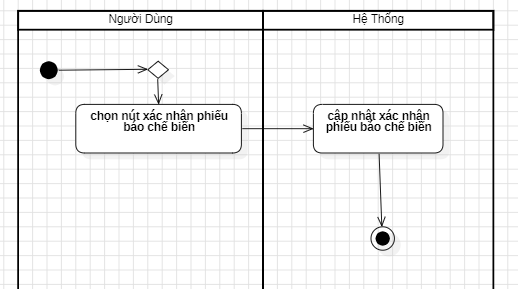 Người Dùng
Hệ Thống
chọn nút xác nhận phiếu
báo chế biến
cập nhật xác nhận
phiếu báo chế biến